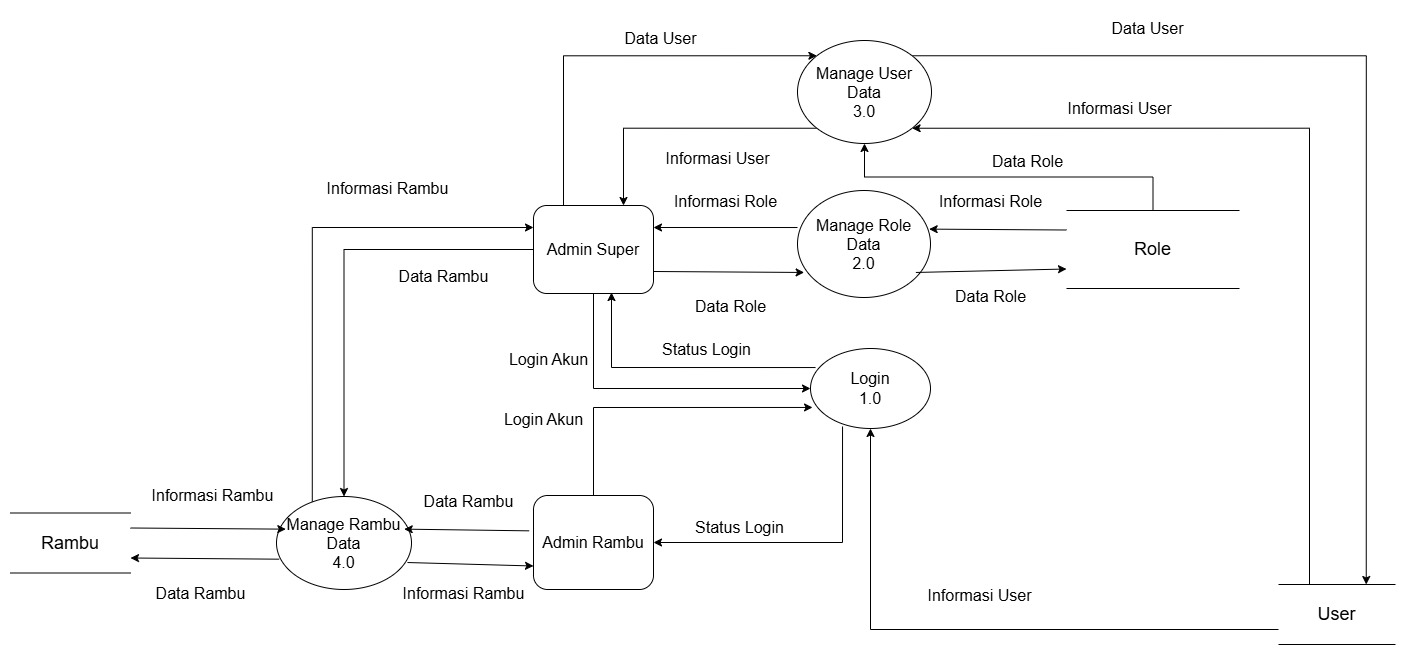 Data User
Data User
Manage User
Data
3.0
Informasi User
Informasi User
Data Role
Informasi Rambu
Informasi Role
Informasi Role
Manage Role
Data
2.0
Admin Super
Role
Data Rambu
Data Role
Data Role
Status Login
Login Akun
Login
1.0
Login Akun
Informasi Rambu
Data Rambu
Manage Rambu
Data
4.0
Status Login
Rambu
Admin Rambu
Data Rambu
Informasi Rambu
Informasi User
User